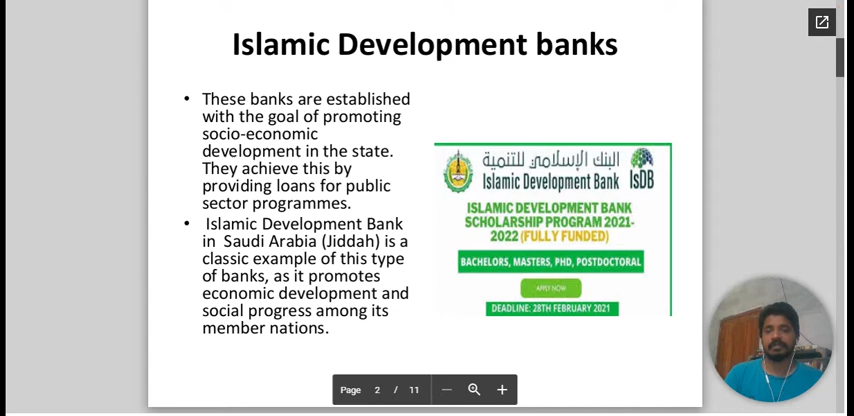 Islamic Development banks
• These banks are established
with the goal of promoting
socio-economic
development in the state.
They achieve this by
providing loans for public
sector programmes.
• Islamic Development Bank
in Saudi Arabia (Jiddah) is a
classic example of this type
of banks, as it promotes
economic development and
social progress among its
member nations.
البنك الإسلامي للتنمية
Islamic Development Bank IsDB
ISLAMIC DEVELOPMENT BANK
SCHOLARSHIP PROGRAM 2021-
2022 (FULLY FUNDED)
BACHELORS, MASTERS, PHD, POSTDOCTORAL
APPLY NOW
DEADLINE: 28TH FEBRUARY 2021
Page 2 / 11